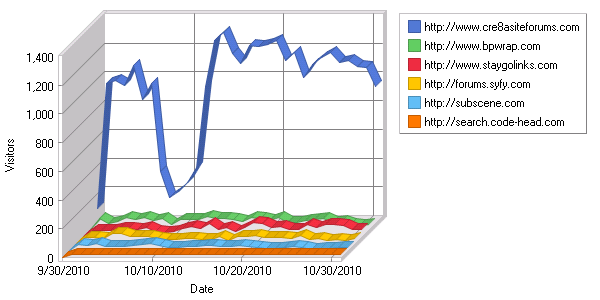 http://www.cre8asiteforums.com
http://www.bpwrap.com
http://www.staygolinks.com
http://forums.syfy.com
http://subscene.com
http://search.code-head.com
1,400
1,200
1,000
800
600
400
200
0
Visitors
9/30/2010 10/10/2010 10/20/2010 10/30/2010
Date